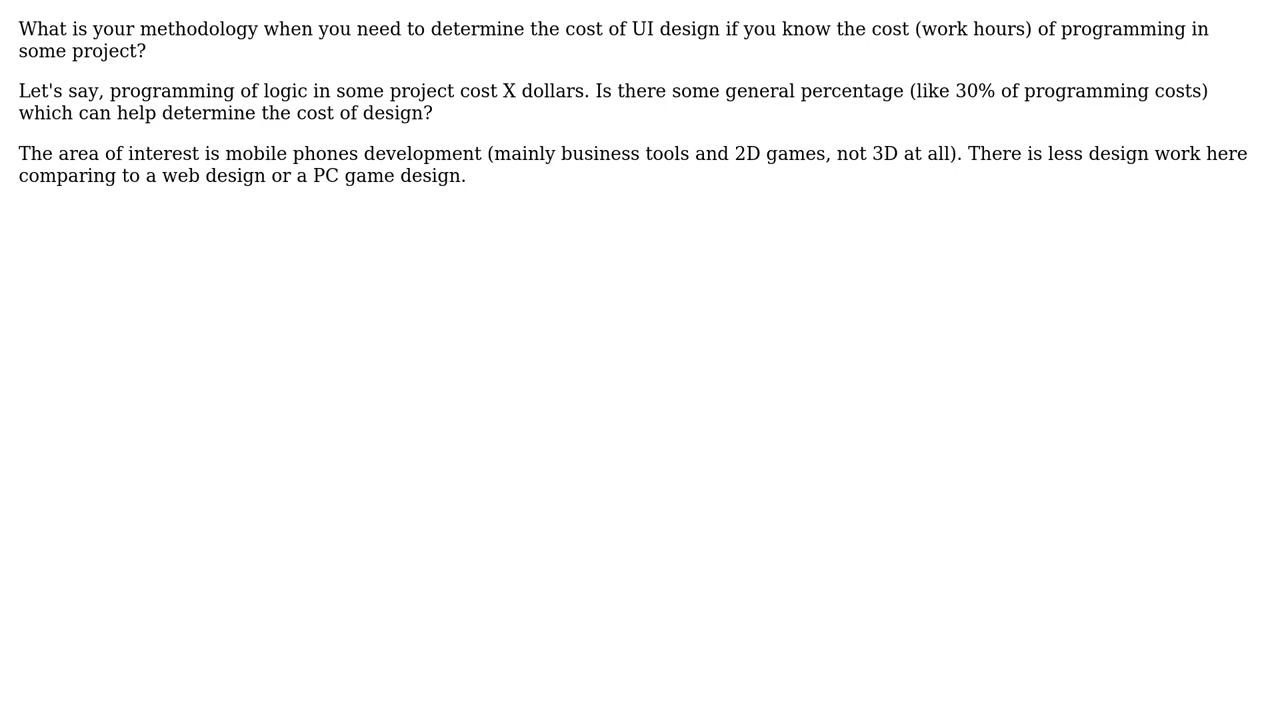 What is your methodology when you need to determine the cost of UI design if you know the cost (work hours) of programming in
some project?
Let's say, programming of logic in some project cost X dollars. Is there some general percentage (like 30% of programming costs)
which can help determine the cost of design?
The area of interest is mobile phones development (mainly business tools and 2D games, not 3D at all). There is less design work here
comparing to a web design or a PC game design.